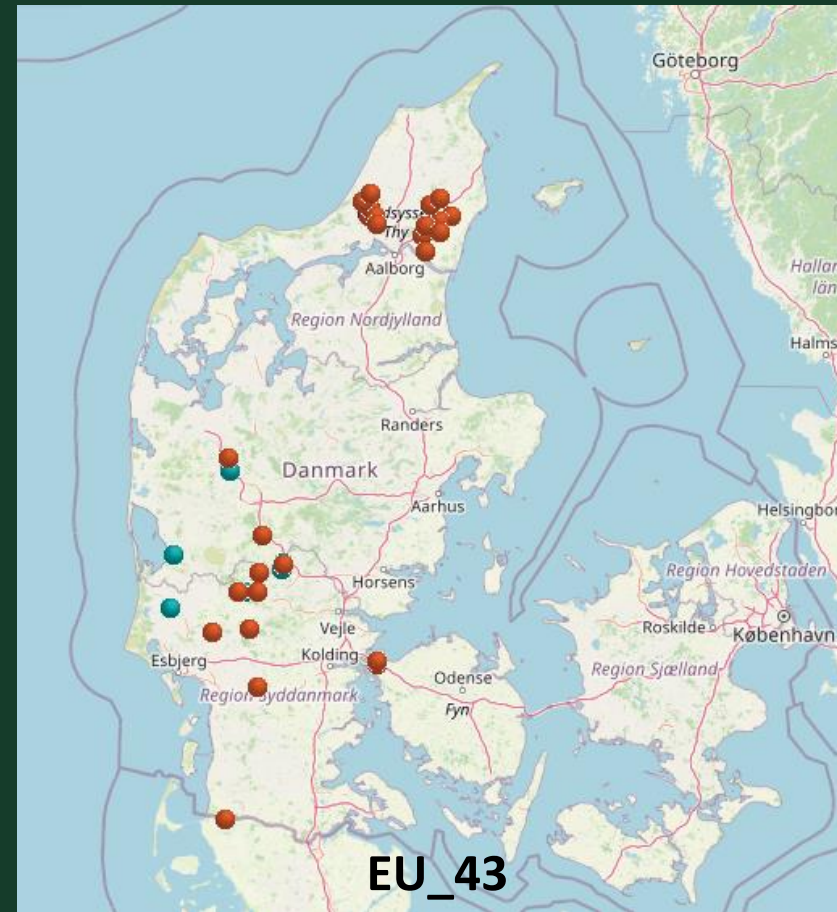 Göteborg
Thy
Aalborg
Region Nordjylland
Halms
Randers
Danmark
Aarhus
Helsingbor
Region Hovedstaden
Horsens
Roskilde
København
Vejle
Kolding
Esbjerg
Odense
Region Sjælland
Fyn
Region Syddanmark
Hallan
län
EU_43